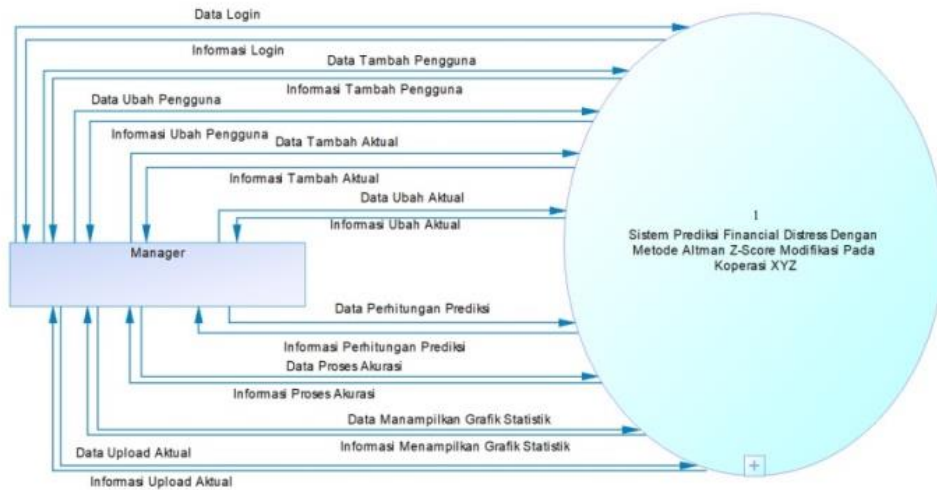 Data Login
Informasi Login
Data Tambah Pengguna
Informasi Tambah Pengguna
Data Ubah Pengguna
Informasi Ubah Pengguna
Data Tambah Aktual
Informasi Tambah Aktual
Data Ubah Aktual
Informasi Ubah Aktual
Manager
1
Sistem Prediksi Financial Distress Dengan
Metode Altman Z-Score Modifikasi Pada
Koperasi XYZ
Data Perhitungan Prediksi
Informasi Perhitungan Prediksi
Data Proses Akurasi
Informasi Proses Akurasi
Data Manampilkan Grafik Statistik
Informasi Menampilkan Grafik Statistik
Data Upload Aktual
Informasi Upload Aktual